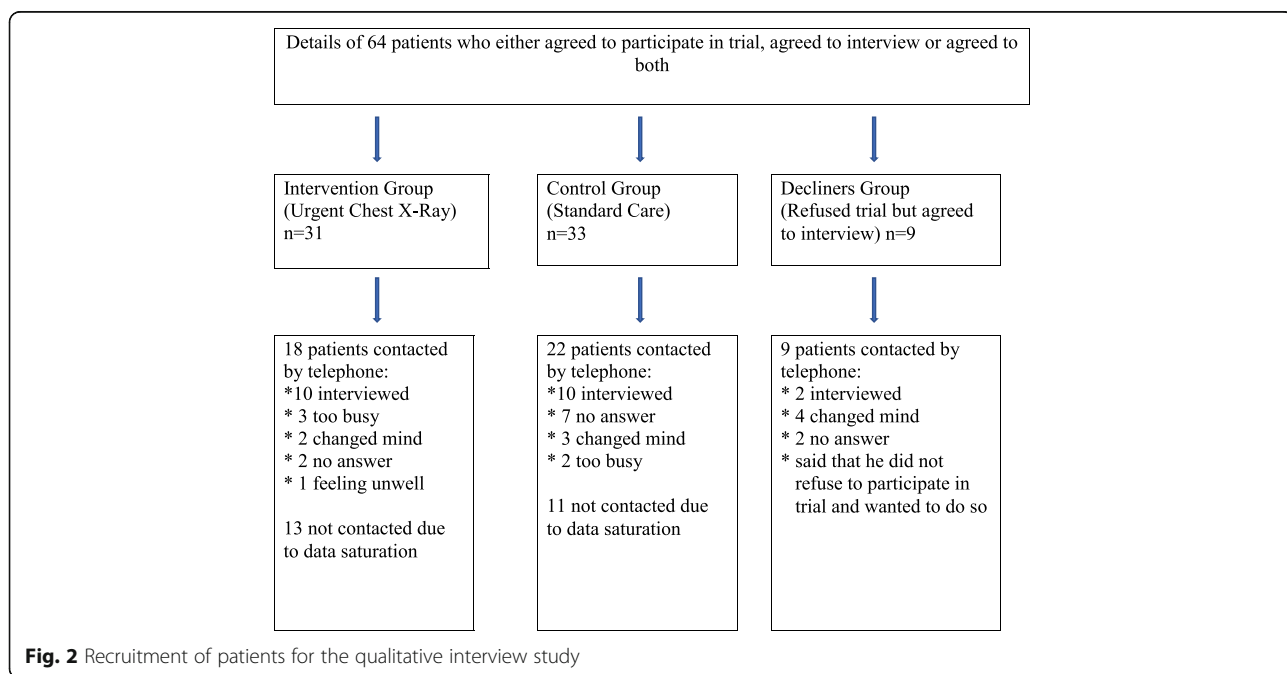 Details of 64 patients who either agreed to participate in trial, agreed to interview or agreed to
both
Intervention Group
(Urgent Chest X-Ray)
n=31
Control Group
(Standard Care)
n=33
Decliners Group
(Refused trial but agreed
to interview) n=9
18 patients contacted
by telephone:
*10 interviewed
* 3 too busy
* 2 changed mind
* 2 no answer
* 1 feeling unwell
13 not contacted due
to data saturation
22 patients contacted
by telephone:
*10 interviewed
* 7 no answer
* 3 changed mind
* 2 too busy
11 not contacted due
to data saturation
9 patients contacted by
telephone:
* 2 interviewed
* 4 changed mind
* 2 no answer
* said that he did not
refuse to participate in
trial and wanted to do so
Fig. 2 Recruitment of patients for the qualitative interview study